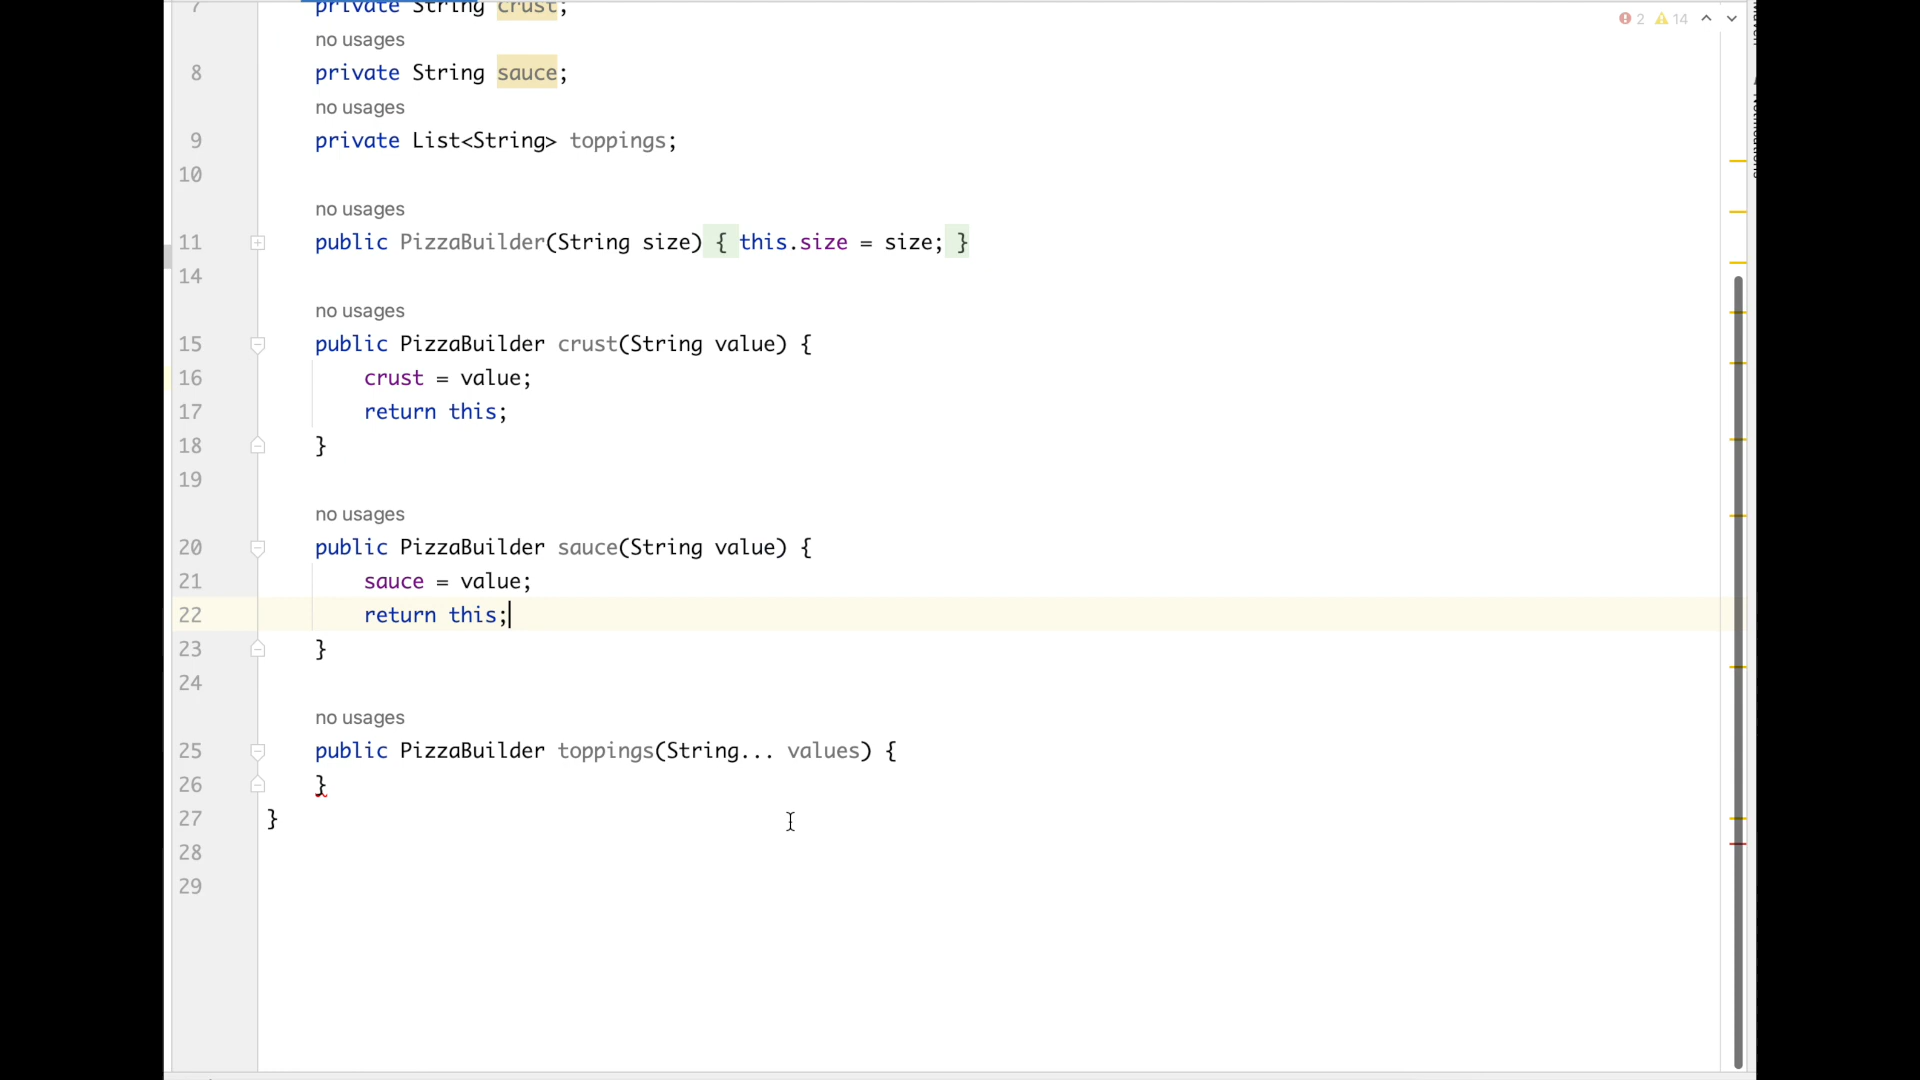 7 private String crust;
2 14
no usages
8 private String sauce;
no usages
9 private List<String> toppings;
10
no usages
11 public PizzaBuilder(String size) { this.size = size; }
14
no usages
15 public PizzaBuilder crust(String value) {
16 crust = value;
17 return this;
18 }
19
no usages
20 public PizzaBuilder sauce(String value) {
21 sauce = value;
22 return this;
23 }
24
no usages
25 public PizzaBuilder toppings(String... values) {
26 }
27 }
28
29